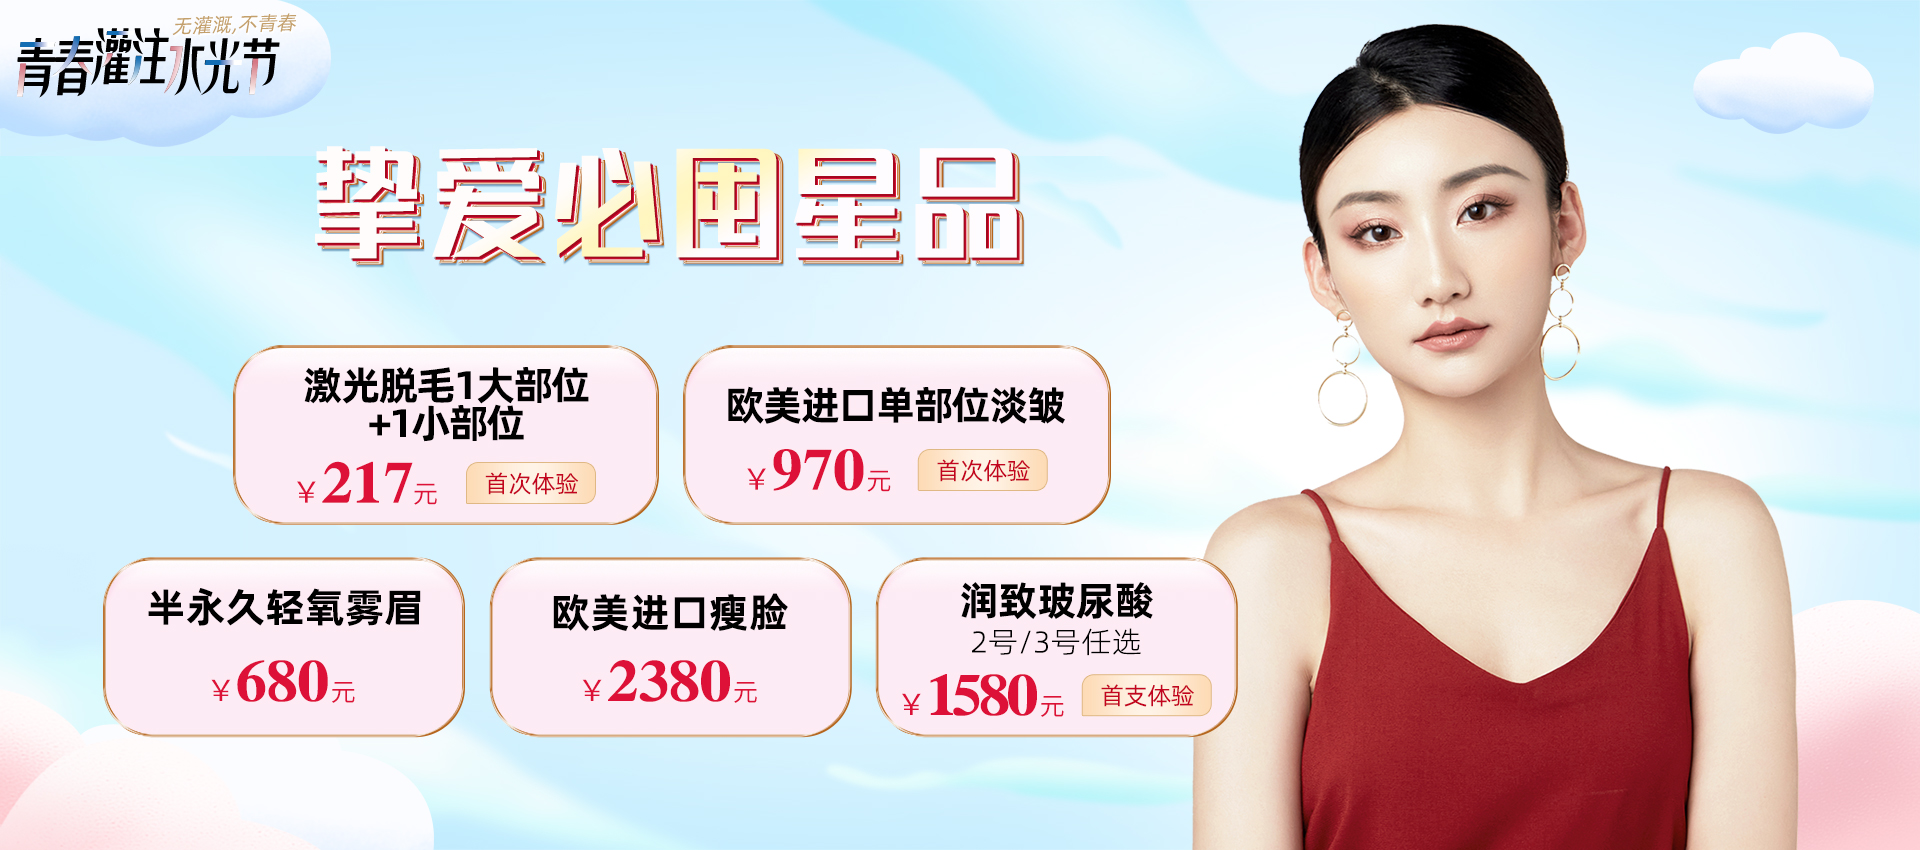 无灌溉,不青春
青春灌注水光节
挚爱必囤星品
激光脱毛1大部位
+1小部位
¥217元 首次体验
欧美进口单部位淡皱
¥970元 首次体验
半永久轻氧雾眉
¥680元
欧美进口瘦脸
¥2380元
润致玻尿酸
2号/3号任选
¥1580元 首支体验